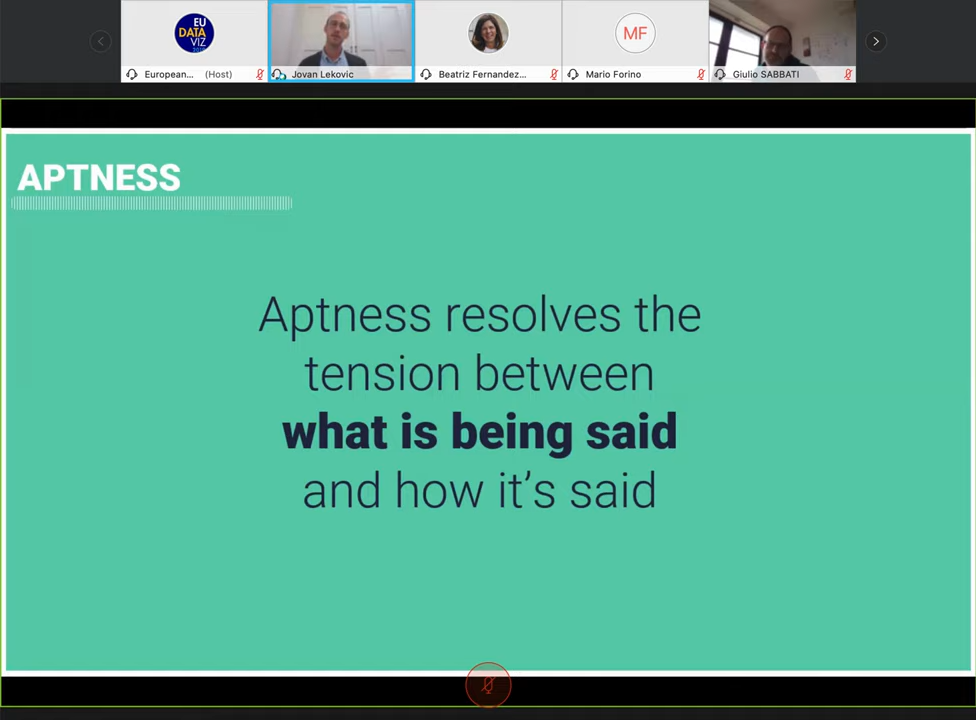 EU
DATA
VIZ
European... (Host)
Jovan Lekovic
Beatriz Fernandez...
MF
Mario Forino
Giulio SABBATI
APTNESS
Aptness resolves the
tension between
what is being said
and how it’s said